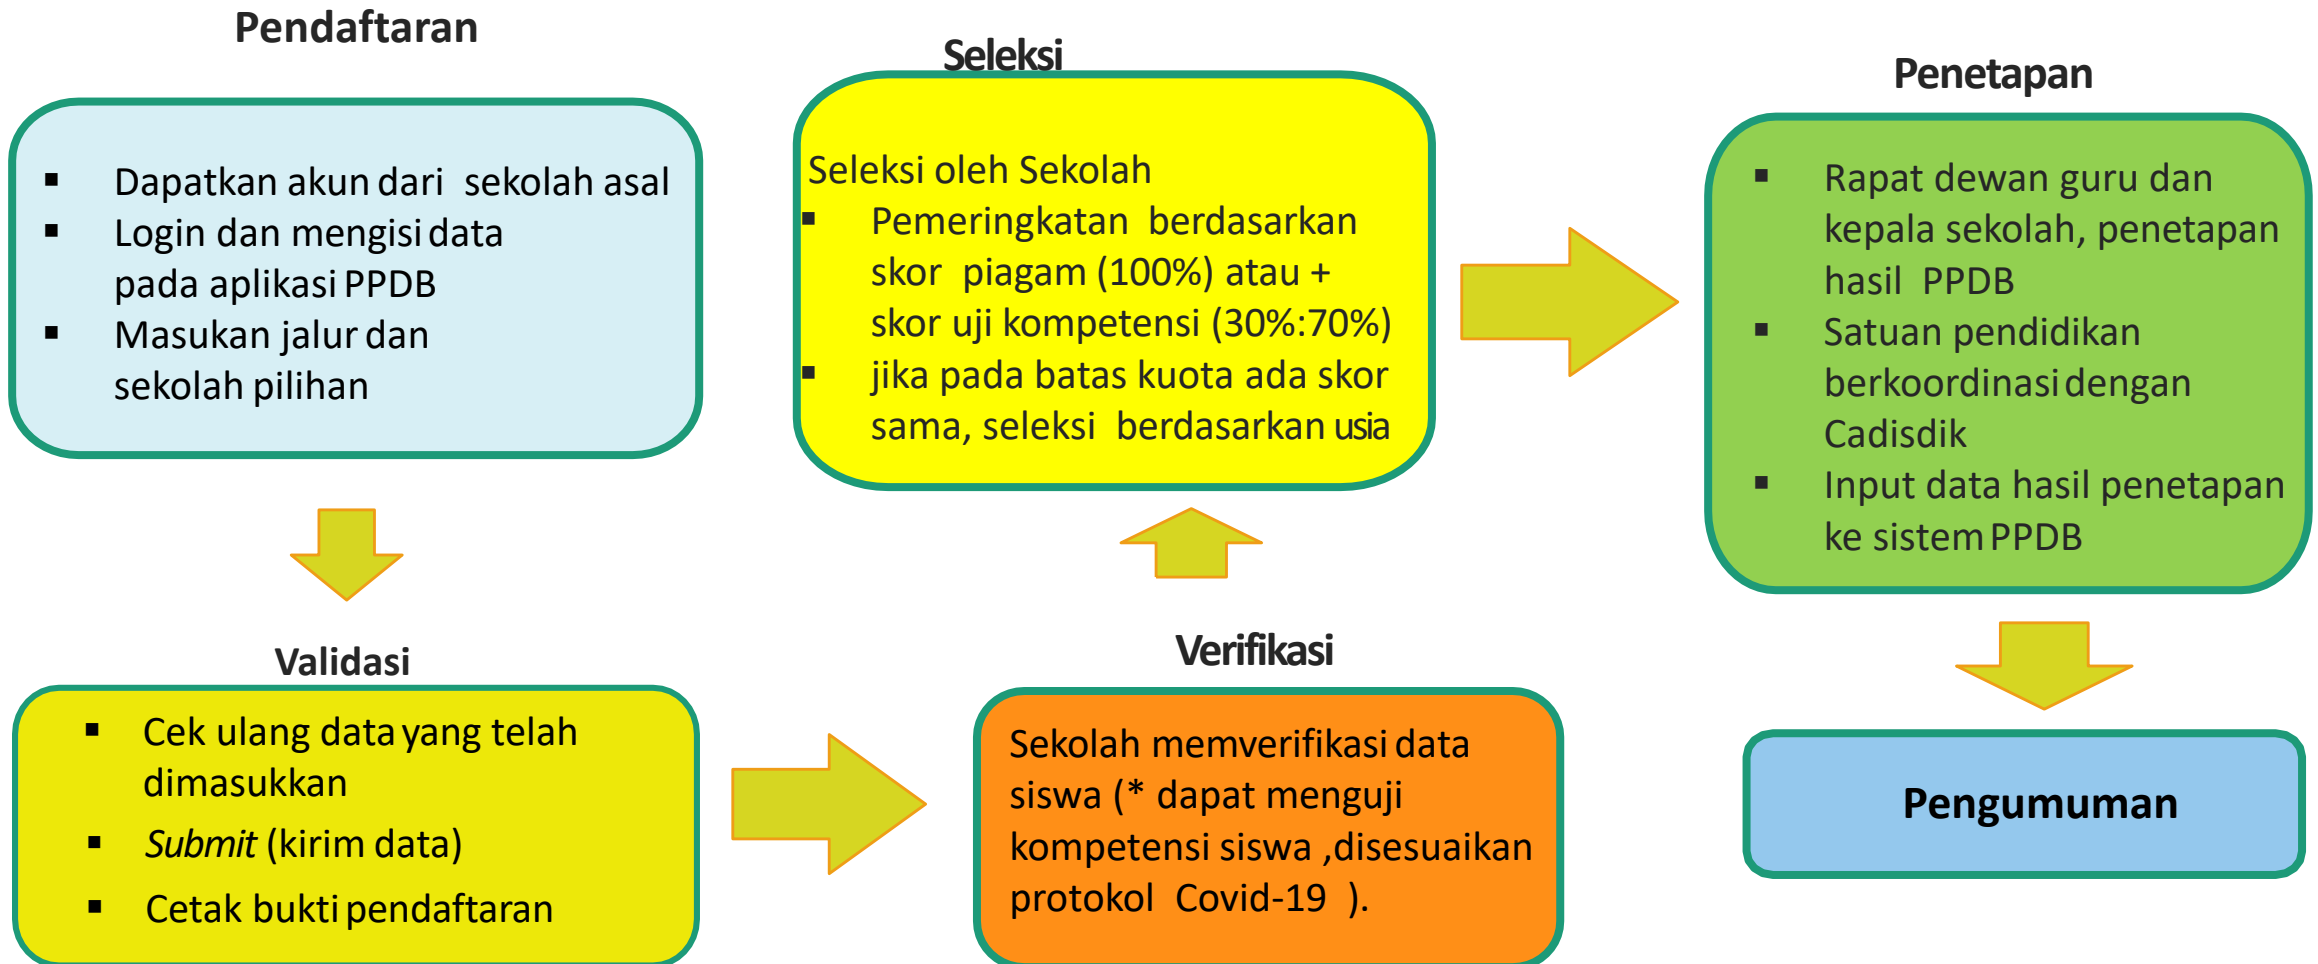 Pendaftaran
▪ Dapatkan akun dari sekolah asal
▪ Login dan mengisi data
pada aplikasi PPDB
▪ Masukan jalur dan
sekolah pilihan
Validasi
▪ Cek ulang data yang telah
dimasukkan
▪ Submit (kirim data)
▪ Cetak bukti pendaftaran
Verifikasi
Sekolah memverifikasi data
siswa (* dapat menguji
kompetensi siswa ,disesuaikan
protokol Covid-19 ).
Seleksi
Seleksi oleh Sekolah
▪ Pemeringkatan berdasarkan
skor piagam (100%) atau +
skor uji kompetensi (30%:70%)
▪ jika pada batas kuota ada skor
sama, seleksi berdasarkan usia
Penetapan
▪ Rapat dewan guru dan
kepala sekolah, penetapan
hasil PPDB
▪ Satuan pendidikan
berkoordinasi dengan
Cadisdik
▪ Input data hasil penetapan
ke sistem PPDB
Pengumuman